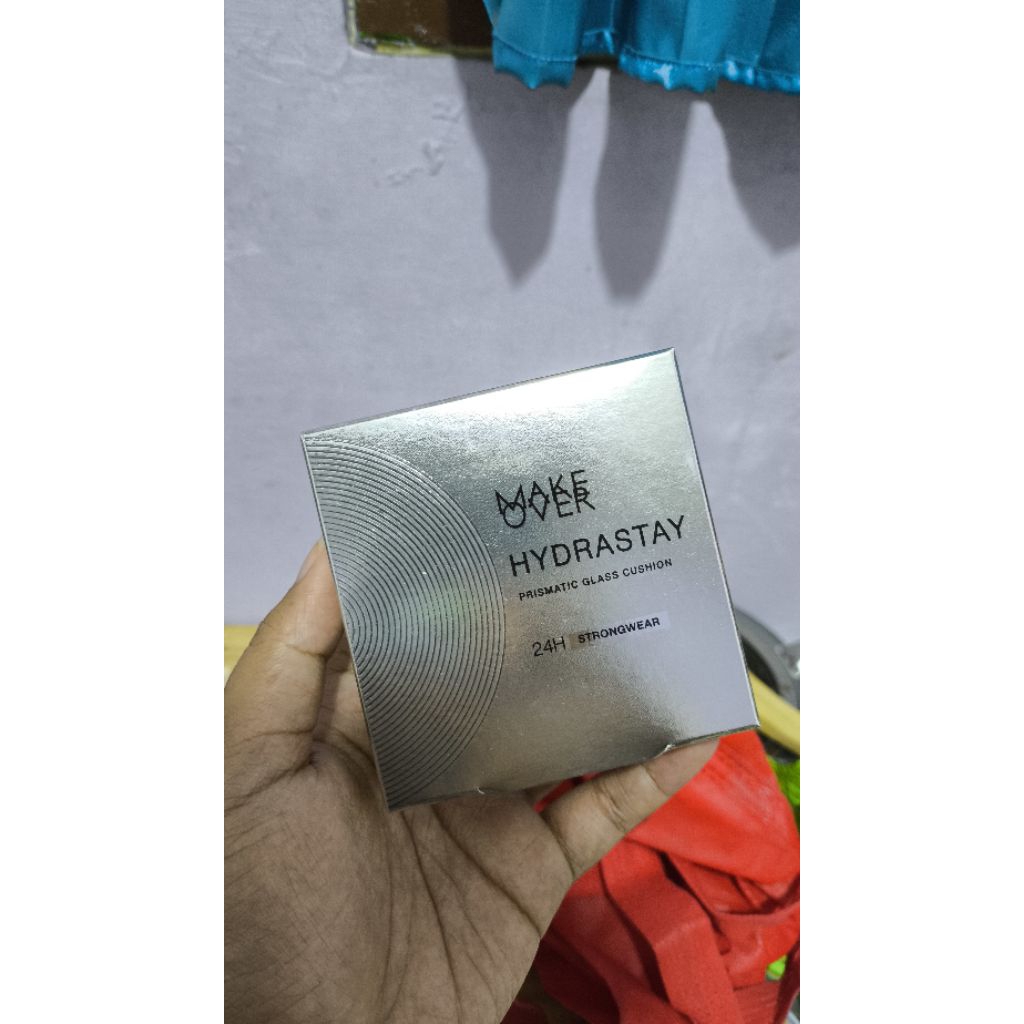 MAKE
OVER
HYDRASTAY
PRISMATIC GLASS CUSHION
24H STRONGWEAR